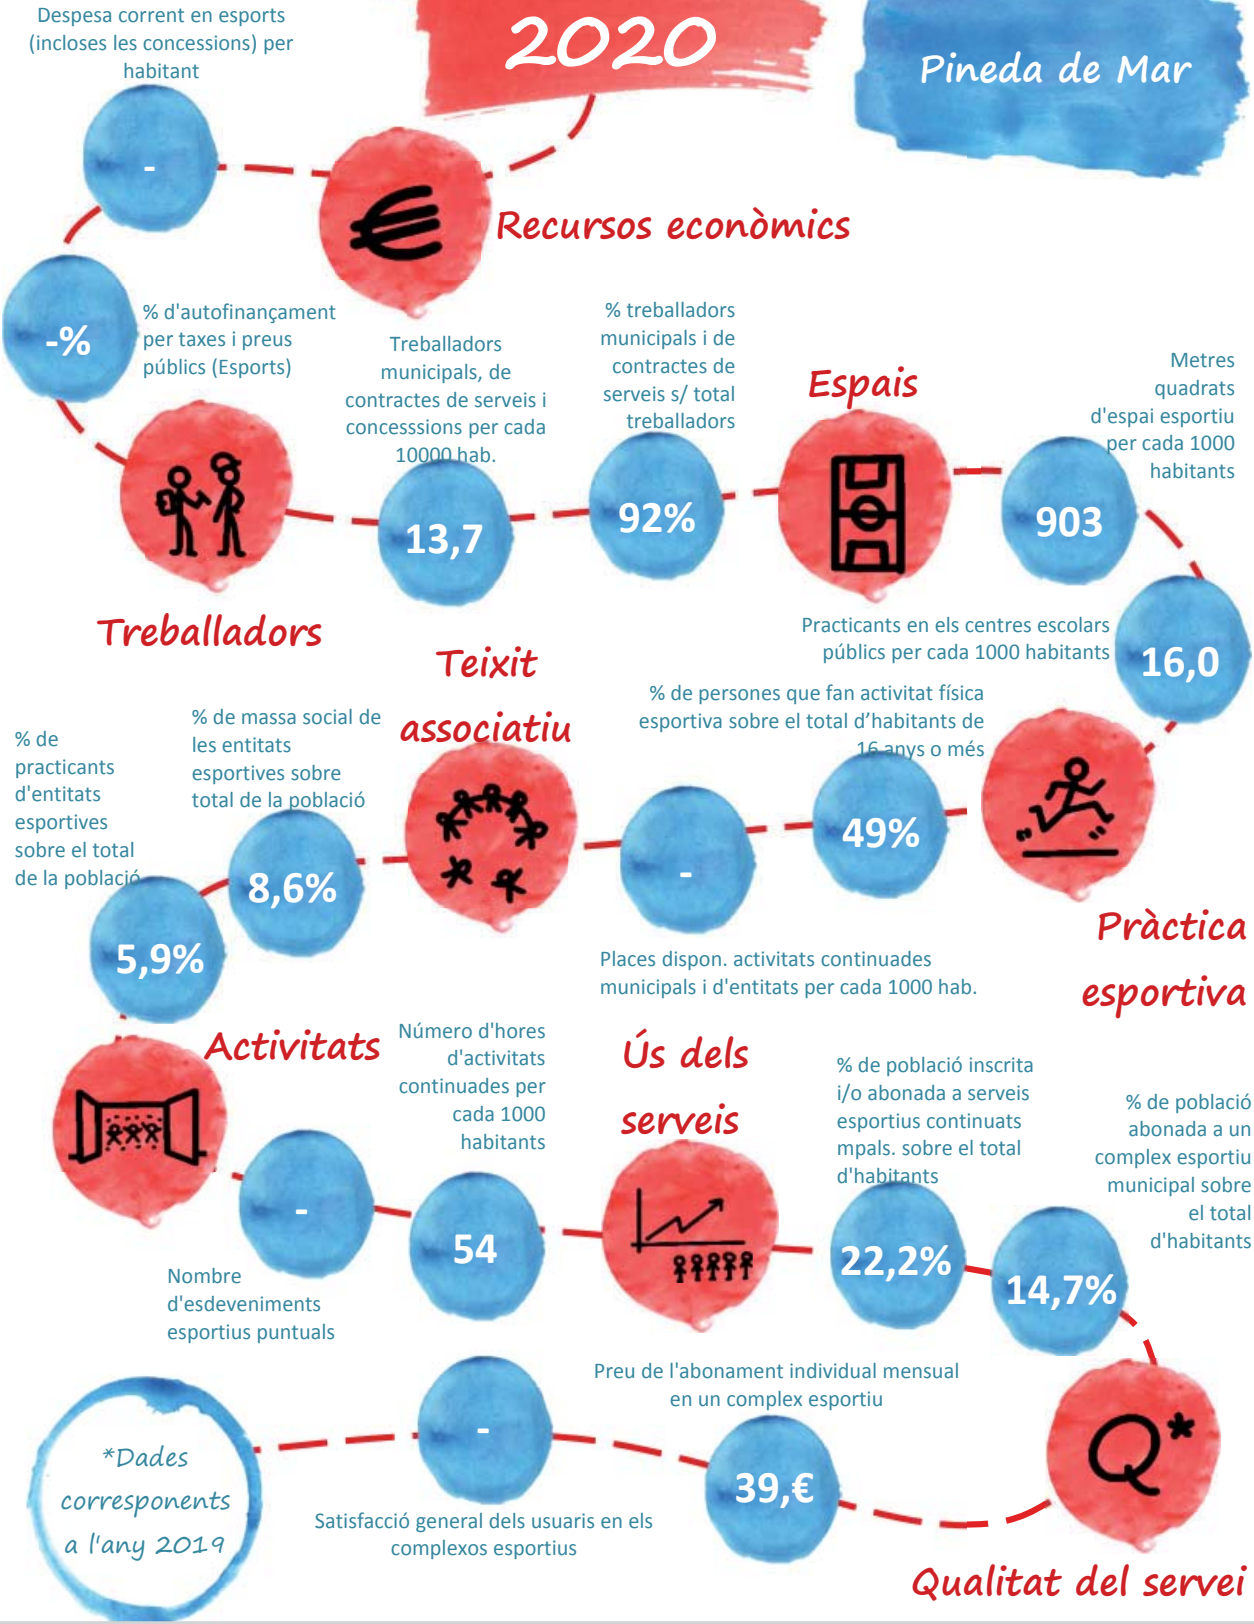 Despesa corrent en esports
(incloses les concessions) per
habitant
2020
Pineda de Mar
-
Recursos econòmics
-%
% d'autofinançament
per taxes i preus
públics (Esports)
Treballadors
municipals, de
contractes de serveis i
concesssions per cada
10000 hab.
% treballadors
municipals i de
contractes de
serveis s/ total
treballadors
Espais
Metres
quadrats
d'espai esportiu
per cada 1000
habitants
13,7
92%
903
Treballadors
Practicants en els centres escolars
públics per cada 1000 habitants
16,0
Teixit
associatiu
% de persones que fan activitat física
esportiva sobre el total d’habitants de
16 anys o més
% de
practicants
d'entitats
esportives
sobre el total
de la població
% de massa social de
les entitats
esportives sobre
total de la població
49%
-
8,6%
5,9%
Pràctica
esportiva
Places dispon. activitats continuades
municipals i d'entitats per cada 1000 hab.
Activitats
Número d'hores
d'activitats
continuades per
cada 1000
habitants
Ús dels
serveis
% de població inscrita
i/o abonada a serveis
esportius continuats
mpals. sobre el total
d'habitants
% de població
abonada a un
complex esportiu
municipal sobre
el total
d'habitants
-
54
22,2%
14,7%
Nombre
d'esdeveniments
esportius puntuals
Preu de l'abonament individual mensual
en un complex esportiu
Q*
-
39,€
*Dades
corresponents
a l'any 2019
Satisfacció general dels usuaris en els
complexos esportius
Qualitat del servei